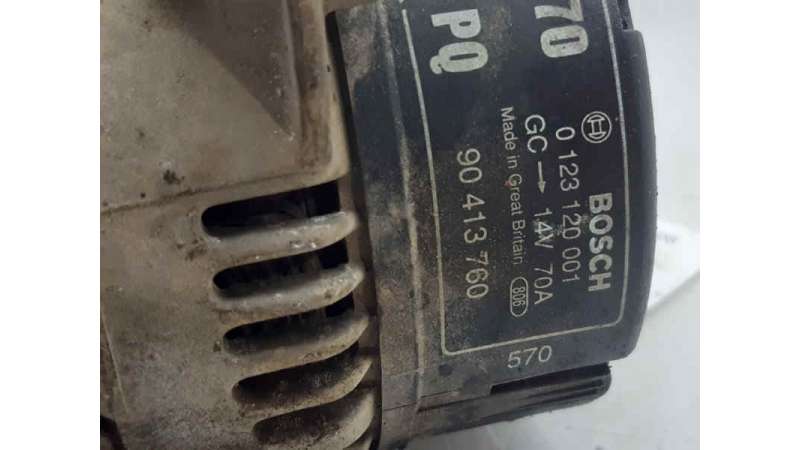 70
PQ
BOSCH
0 123 120 001
GC → 14V 70A
Made in Great Britain
806
90 413 760
570